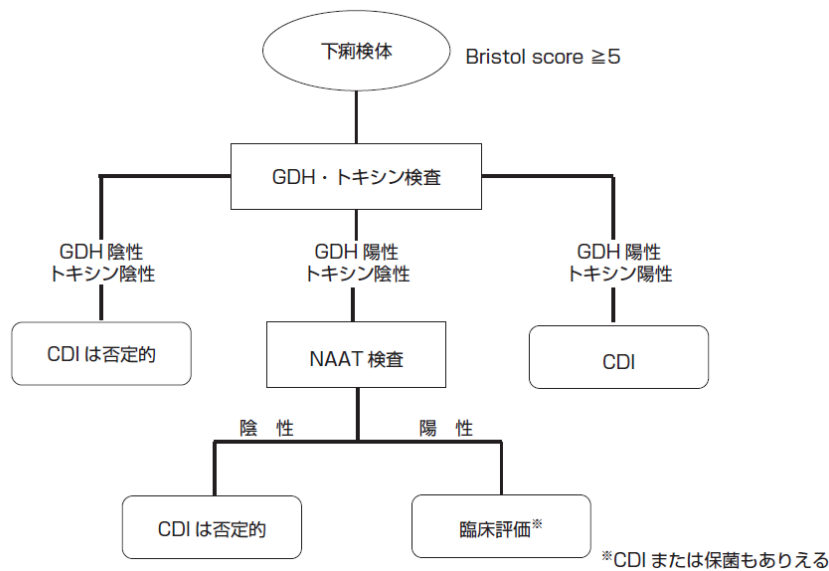 下痢検体
Bristol score ≧5
GDH・トキシン検査
GDH 陰性
トキシン陰性
GDH 陽性
トキシン陰性
GDH 陽性
トキシン陽性
CDI は否定的
NAAT 検査
CDI
陰 性
陽 性
CDI は否定的
臨床評価※
※CDI または保菌もありえる